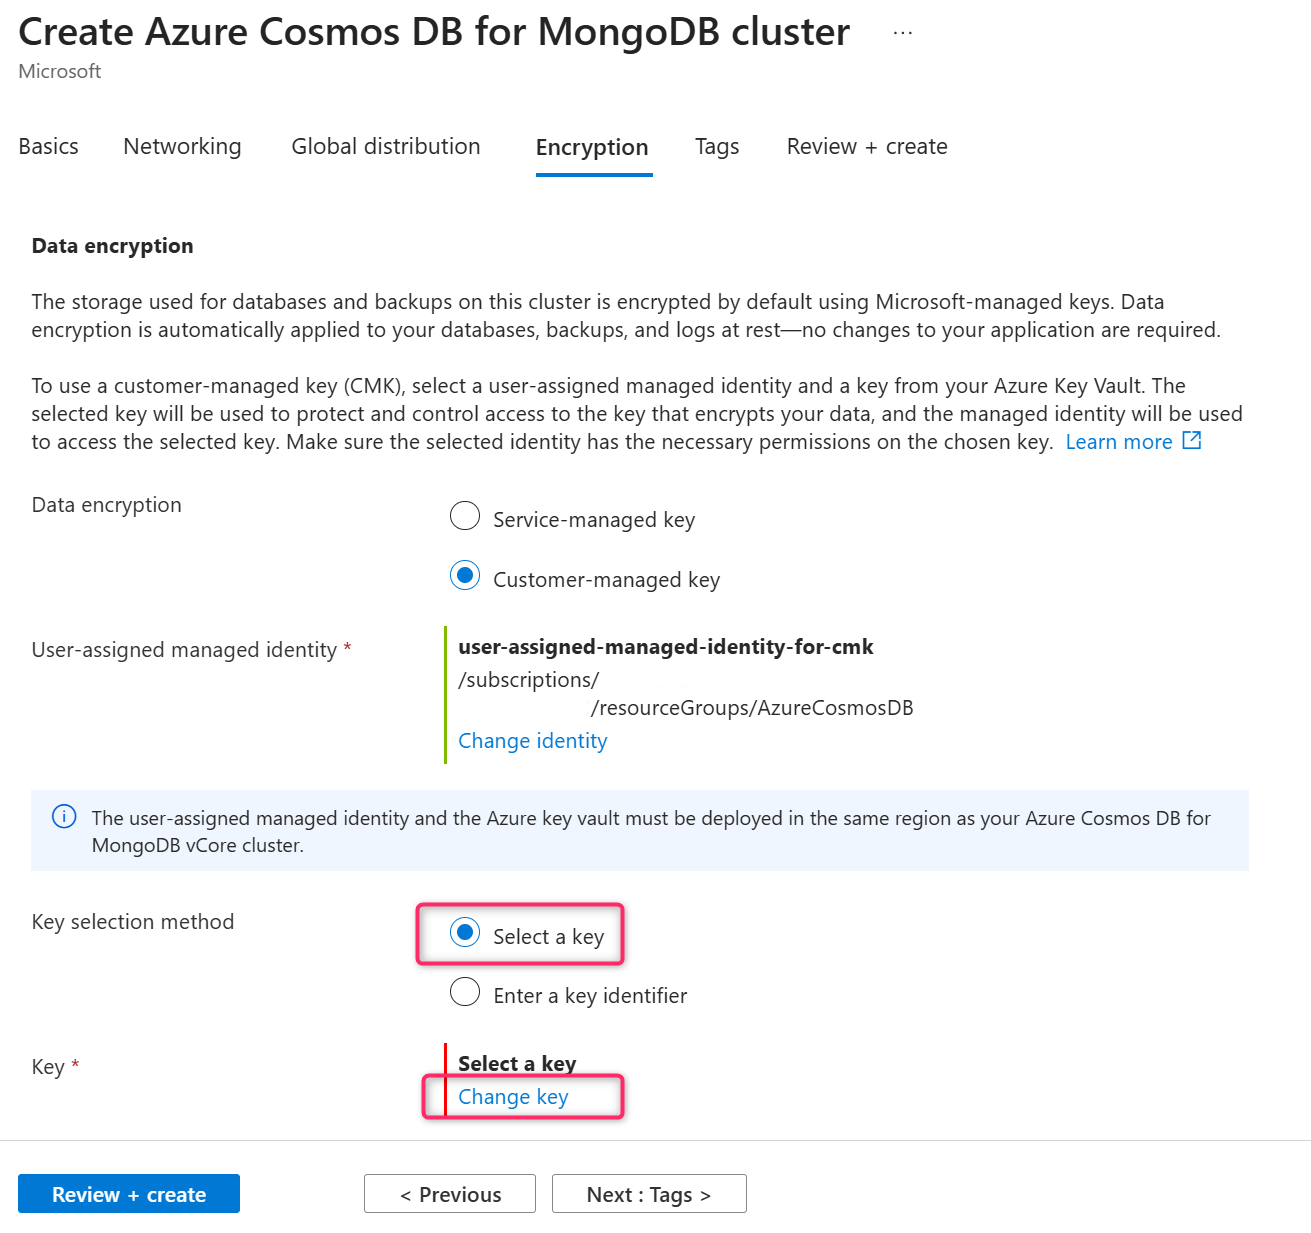 Create Azure Cosmos DB for MongoDB cluster ...
Microsoft
Basics Networking Global distribution Encryption Tags Review + create
Data encryption
The storage used for databases and backups on this cluster is encrypted by default using Microsoft-managed keys. Data
encryption is automatically applied to your databases, backups, and logs at rest—no changes to your application are required.
To use a customer-managed key (CMK), select a user-assigned managed identity and a key from your Azure Key Vault. The
selected key will be used to protect and control access to the key that encrypts your data, and the managed identity will be used
to access the selected key. Make sure the selected identity has the necessary permissions on the chosen key. Learn more
Data encryption
Service-managed key
Customer-managed key
User-assigned managed identity *
user-assigned-managed-identity-for-cmk
/subscriptions/
/resourceGroups/AzureCosmosDB
Change identity
The user-assigned managed identity and the Azure key vault must be deployed in the same region as your Azure Cosmos DB for
MongoDB vCore cluster.
Key selection method
Select a key
Enter a key identifier
Key *
Select a key
Change key
Review + create < Previous Next : Tags >